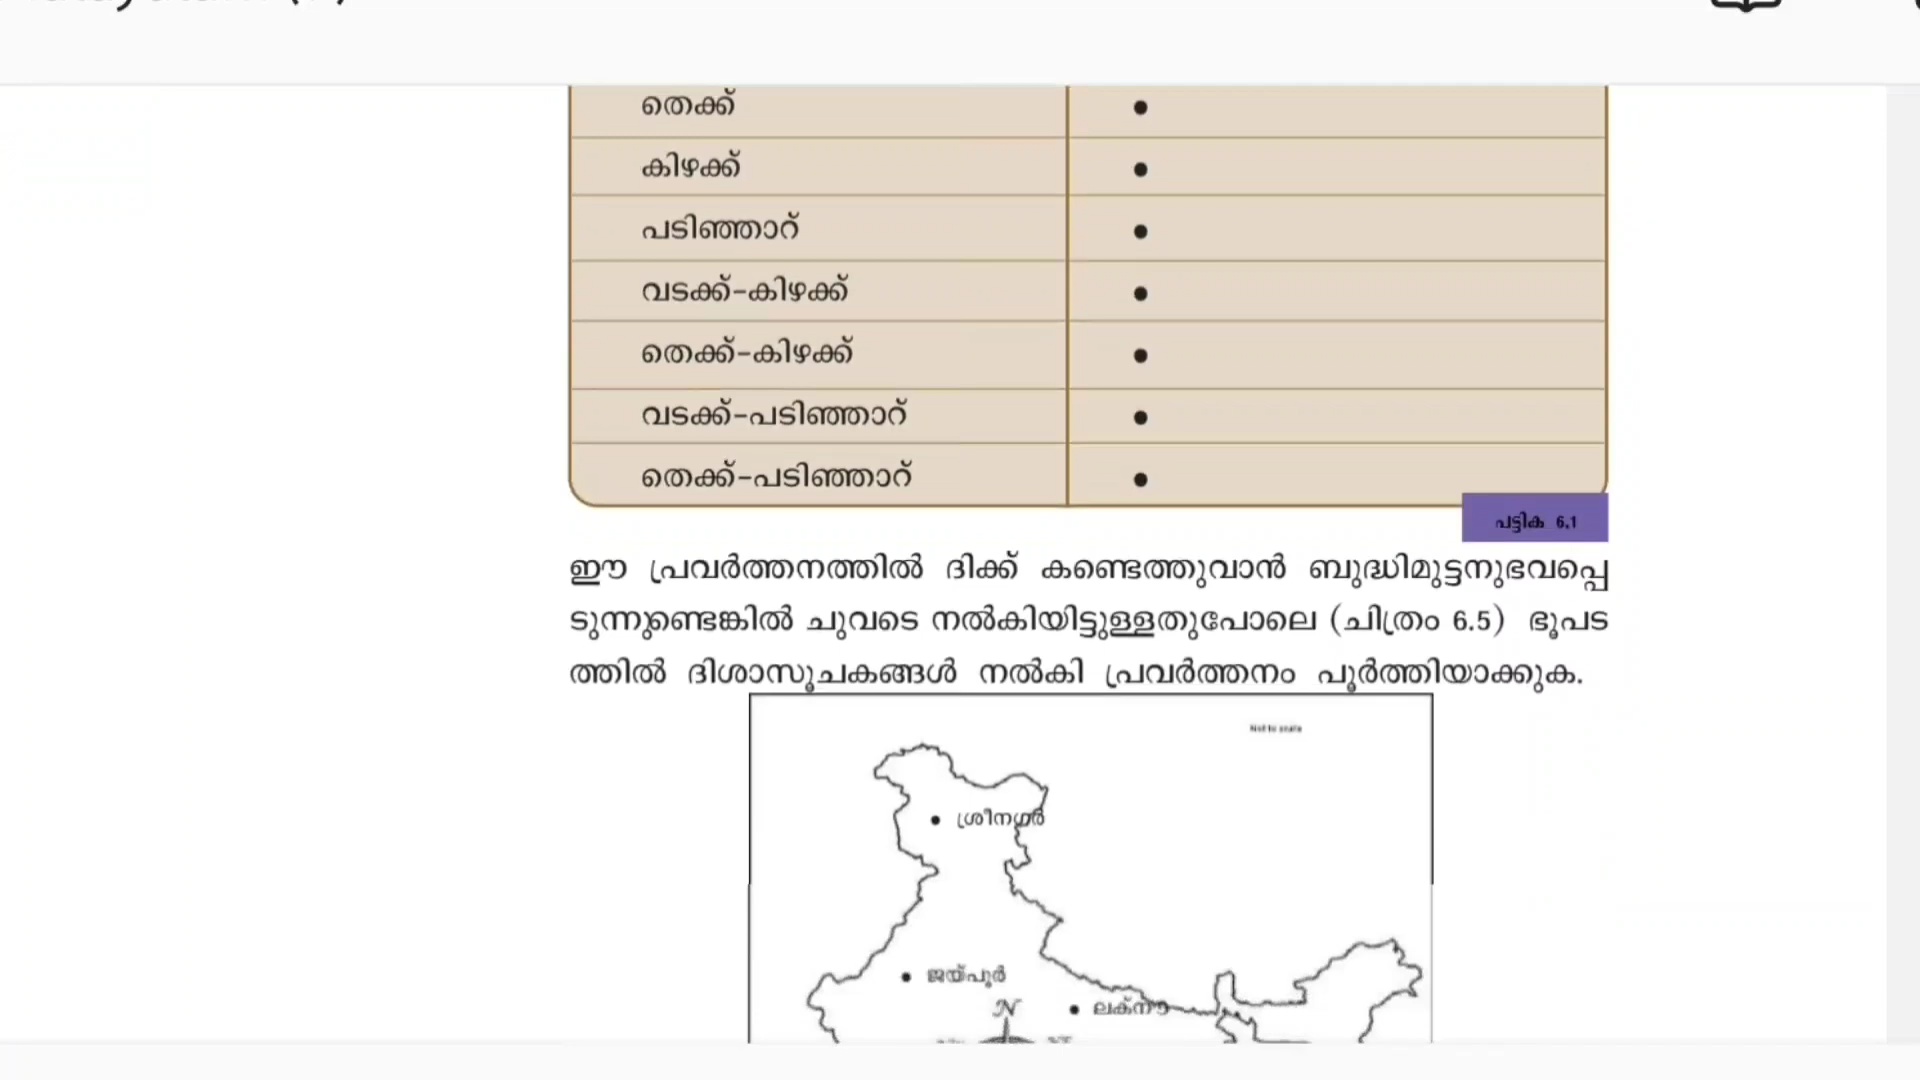 തെക്ക്
കിഴക്ക്
പടിഞ്ഞാറ്
വടക്ക്-കിഴക്ക്
തെക്ക്-കിഴക്ക്
വടക്ക്-പടിഞ്ഞാറ്
തെക്ക്-പടിഞ്ഞാറ്
പട്ടിക 6.1
ഈ പ്രവർത്തനത്തിൽ ദിക്ക് കണ്ടെത്തുവാൻ ബുദ്ധിമുട്ടനുഭവപ്പെ
ടുന്നുണ്ടെങ്കിൽ ചുവടെ നൽകിയിട്ടുള്ളതുപോലെ (ചിത്രം 6.5) ഭൂപട
ത്തിൽ ദിശാസൂചകങ്ങൾ നൽകി പ്രവർത്തനം പൂർത്തിയാക്കുക.
Not to scale
ശ്രീനഗർ
ജയ്പൂർ
N
ലക്നൗ